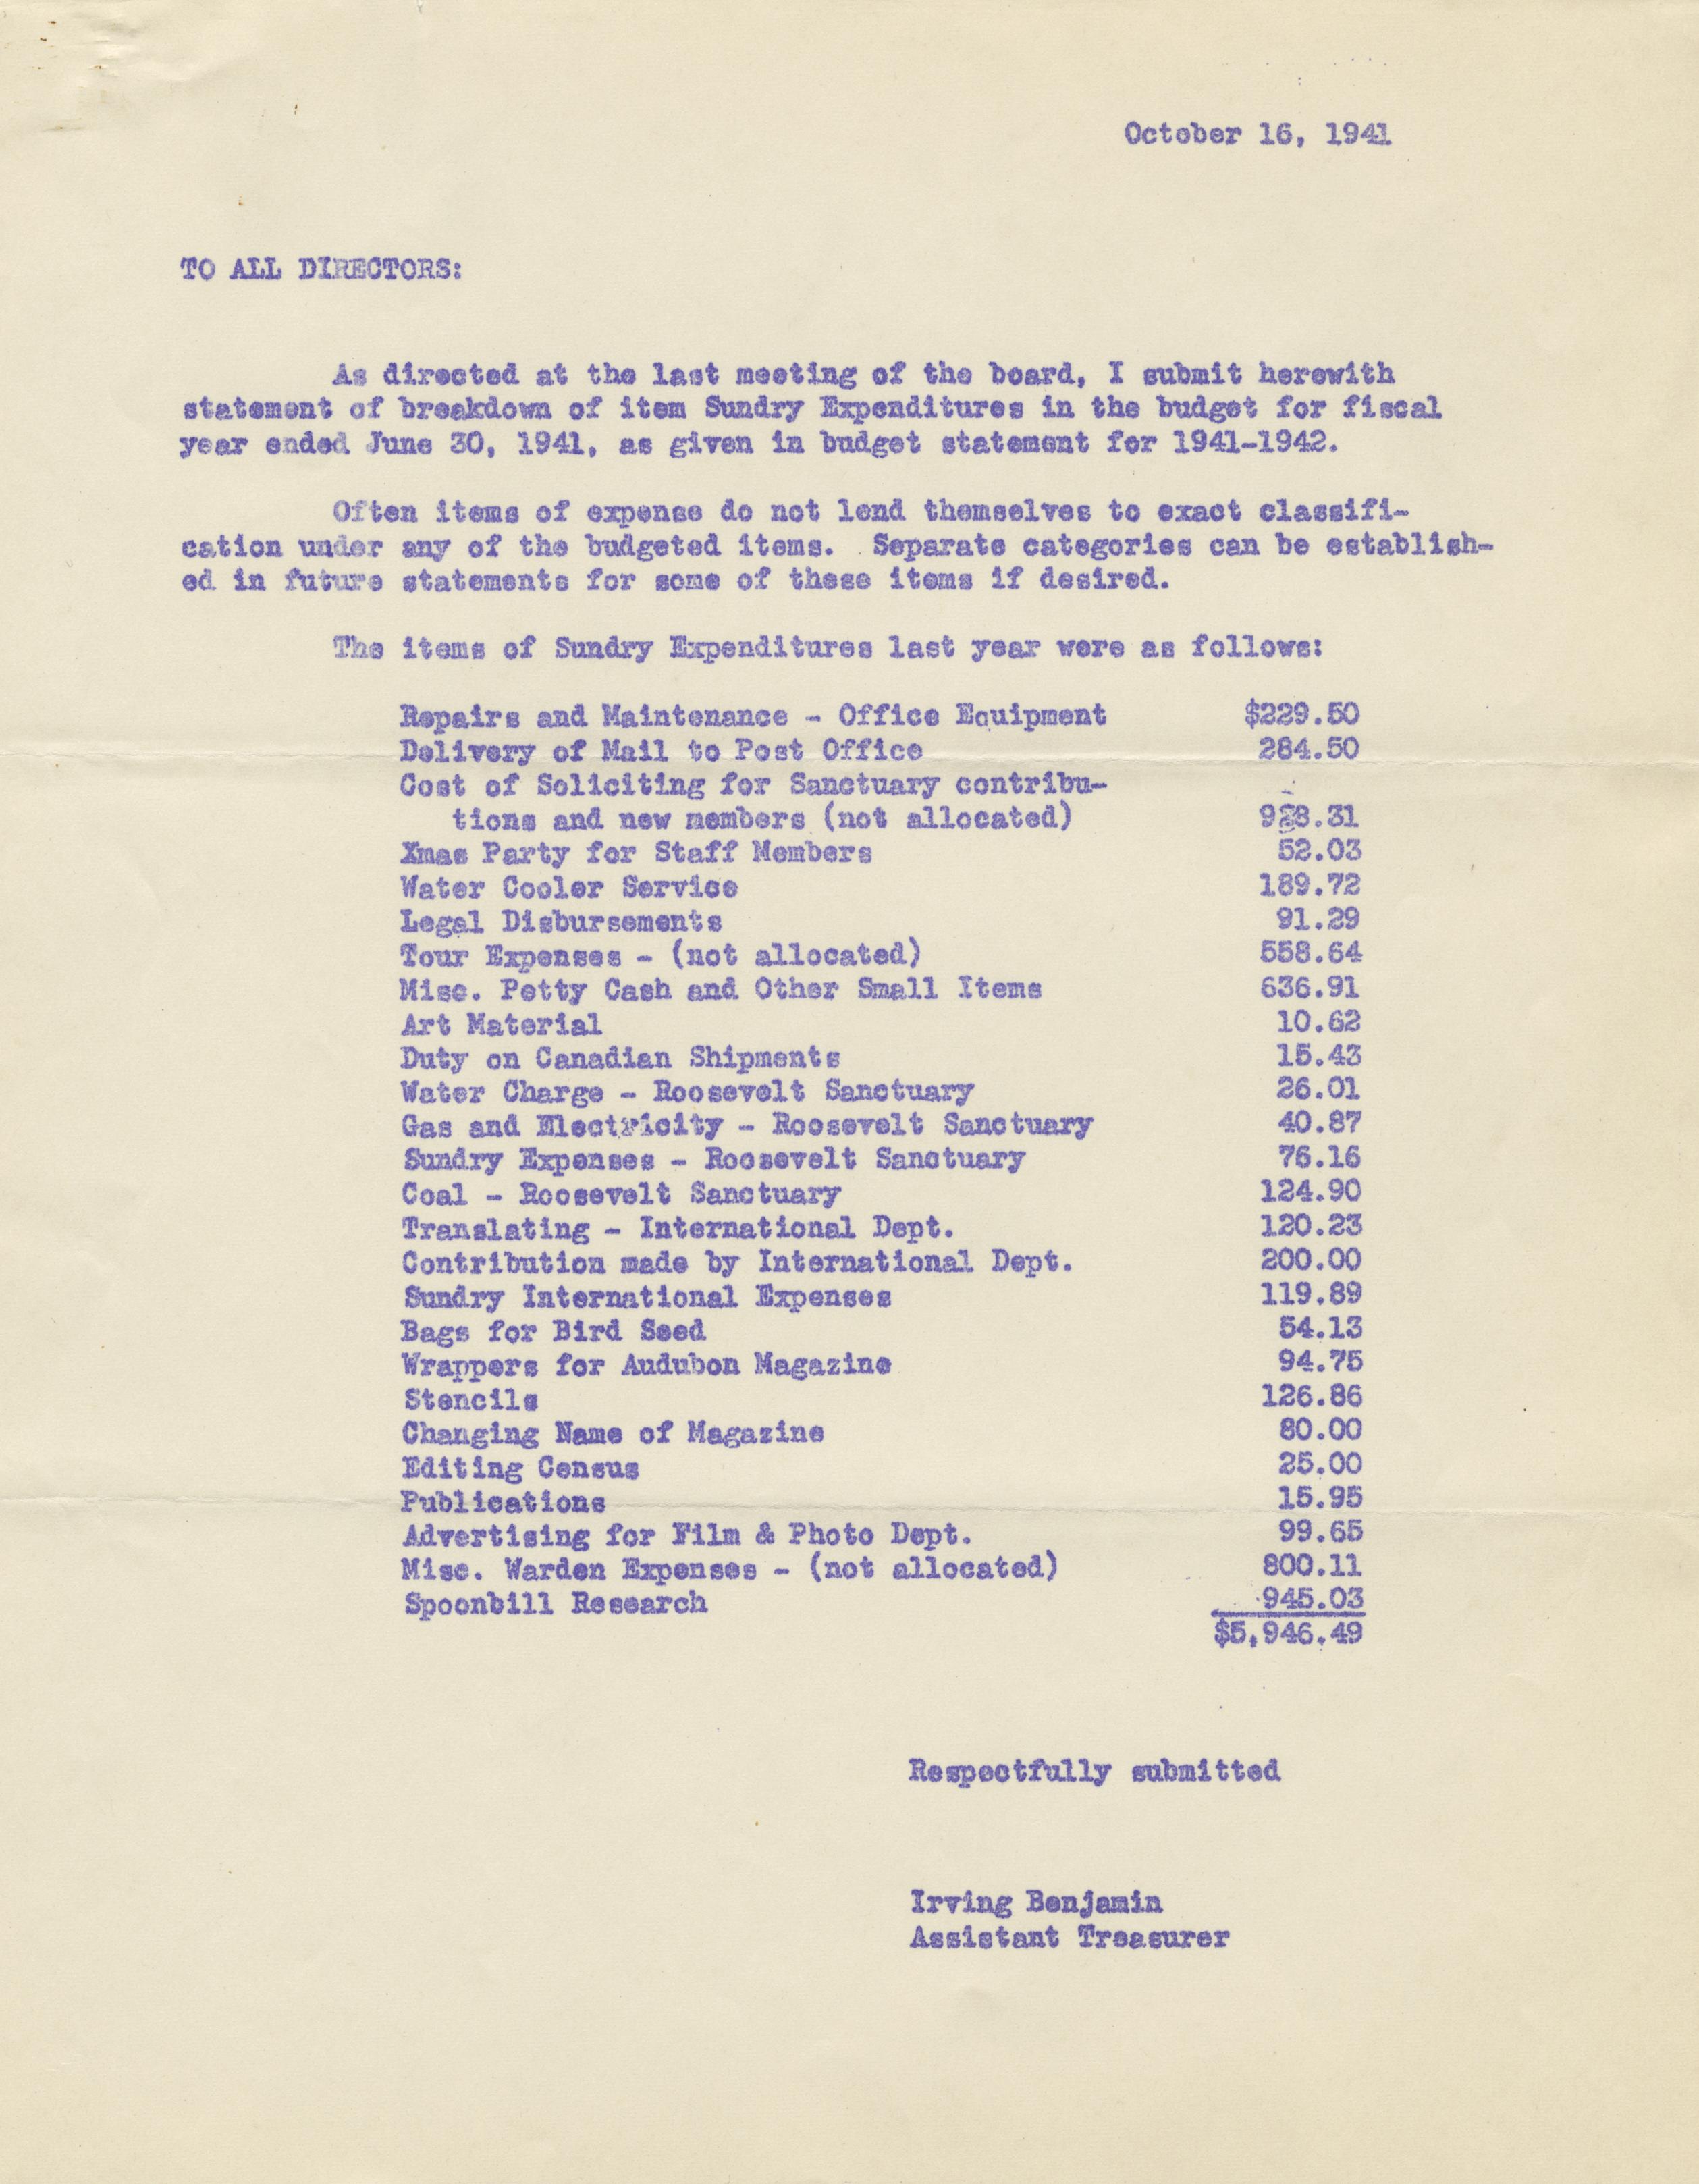 October 16, 1941
TO ALL DIRECTORS:
As directed at the last meeting of the board, I submit herewith
statement of breakdown of item Sundry Expenditures in the budget for fiscal
year ended June 30, 1941, as given in budget statement for 1941-1942.
Often items of expense do not lend themselves to exact classifi-
cation under any of the budgeted items. Separate categories can be establish-
ed in future statements for some of these items if desired.
The items of Sundry Expenditures last year were as follows:
Repairs and Maintenance - Office Equipment $229.50
Delivery of Mail to Post Office 284.50
Cost of Soliciting for Sanctuary contribu-
tions and new members (not allocated) 928.31
Xmas Party for Staff Members 52.03
Water Cooler Service 189.72
Legal Disbursements 91.29
Tour Expenses - (not allocated) 558.64
Misc. Petty Cash and Other Small Items 636.91
Art Material 10.62
Duty on Canadian Shipments 15.43
Water Charge - Roosevelt Sanctuary 26.01
Gas and Electricity - Roosevelt Sanctuary 40.87
Sundry Expenses - Roosevelt Sanctuary 76.16
Coal - Roosevelt Sanctuary 124.90
Translating - International Dept. 120.23
Contribution made by International Dept. 200.00
Sundry International Expenses 119.89
Bags for Bird Seed 54.13
Wrappers for Audubon Magazine 94.75
Stencils 126.86
Changing Name of Magazine 80.00
Editing Census 25.00
Publications 15.95
Advertising for Film & Photo Dept. 99.65
Misc. Warden Expenses - (not allocated) 800.11
Spoonbill Research 945.03
$5,946.49
Respectfully submitted
Irving Benjamin
Assistant Treasurer